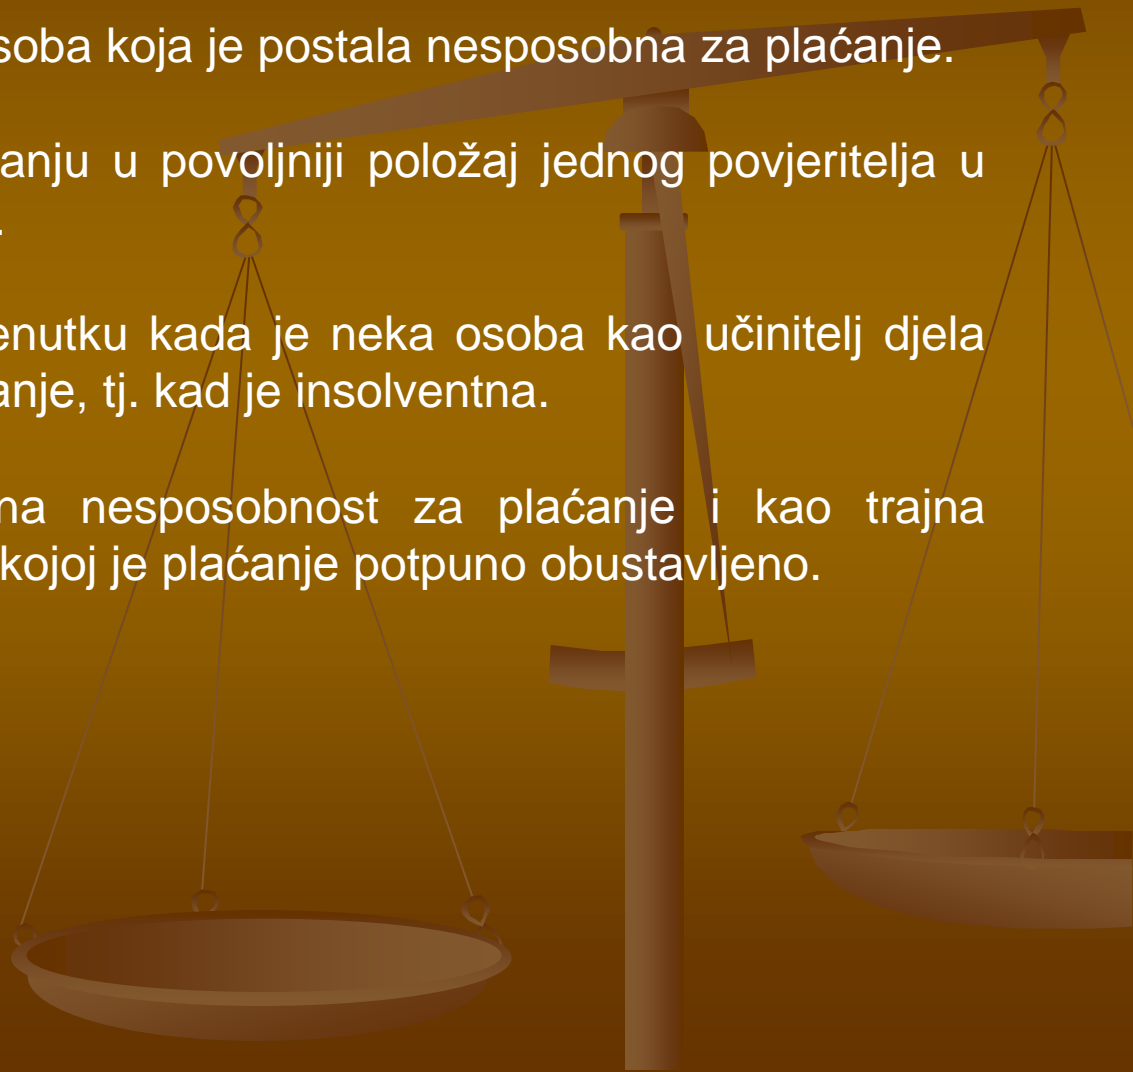 soba koja je postala nesposobna za plaćanje.
anju u povoljniji položaj jednog povjeritelja u
.
enutku kada je neka osoba kao učinitelj djela
anje, tj. kad je insolventna.
na nesposobnost za plaćanje i kao trajna
kojoj je plaćanje potpuno obustavljeno.